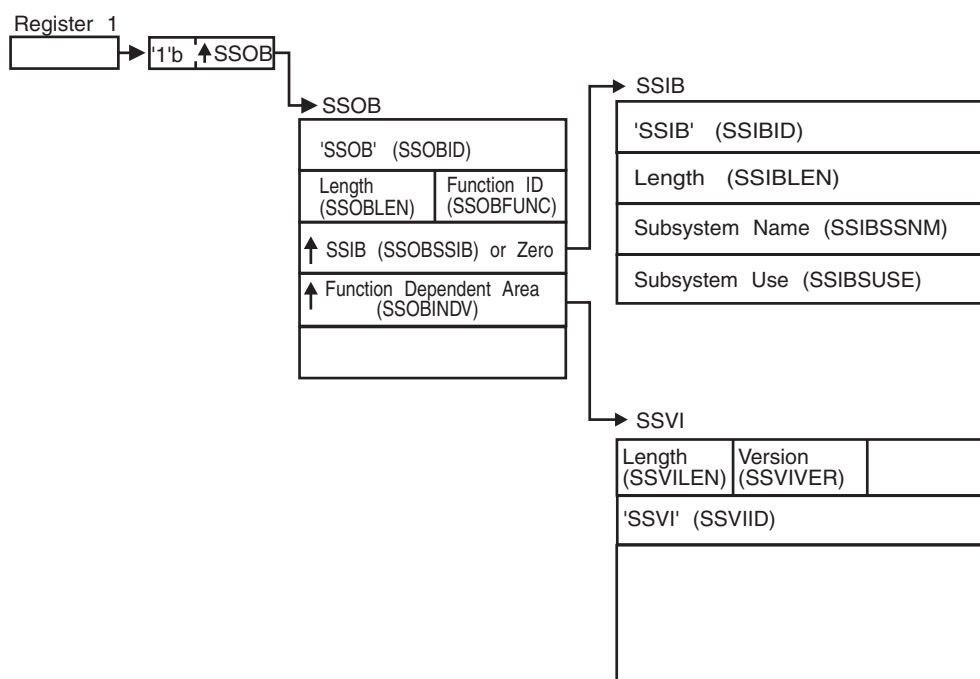 Register 1
'1'b SSOB
SSOB
'SSOB' (SSOBID)
Length
(SSOBLEN)
Function ID
(SSOBFUNC)
SSIB (SSOBSSIB) or Zero
Function Dependent Area
(SSOBINDV)
SSIB
'SSIB' (SSIBID)
Length (SSIBLEN)
Subsystem Name (SSIBSSNM)
Subsystem Use (SSIBSUSE)
SSVI
Length
(SSVILEN)
Version
(SSVIVER)
'SSVI' (SSVIID)